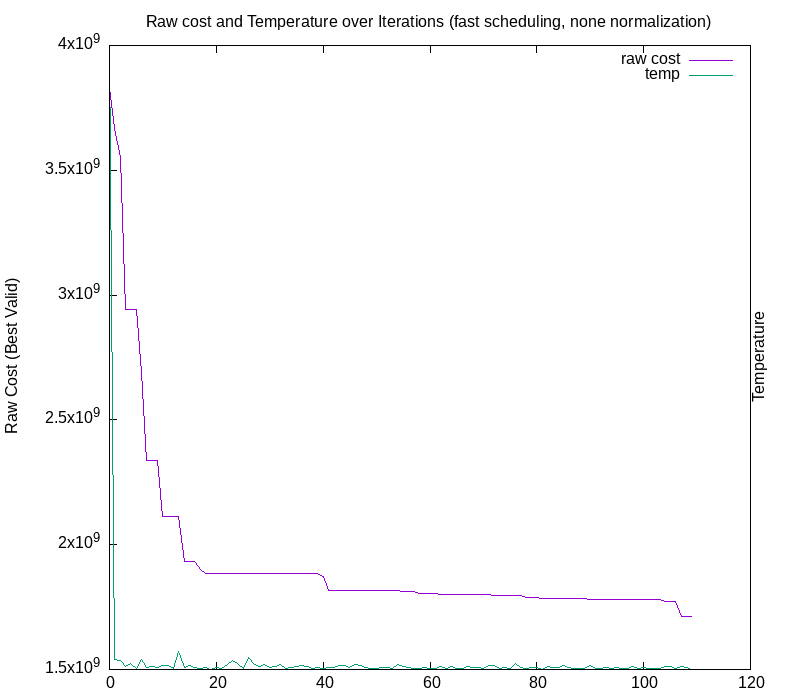 Raw cost and Temperature over Iterations (fast scheduling, none normalization)
raw cost
temp
4x10^9
3.5x10^9
3x10^9
2.5x10^9
2x10^9
1.5x10^9
Raw Cost (Best Valid)
Temperature
0 20 40 60 80 100 120